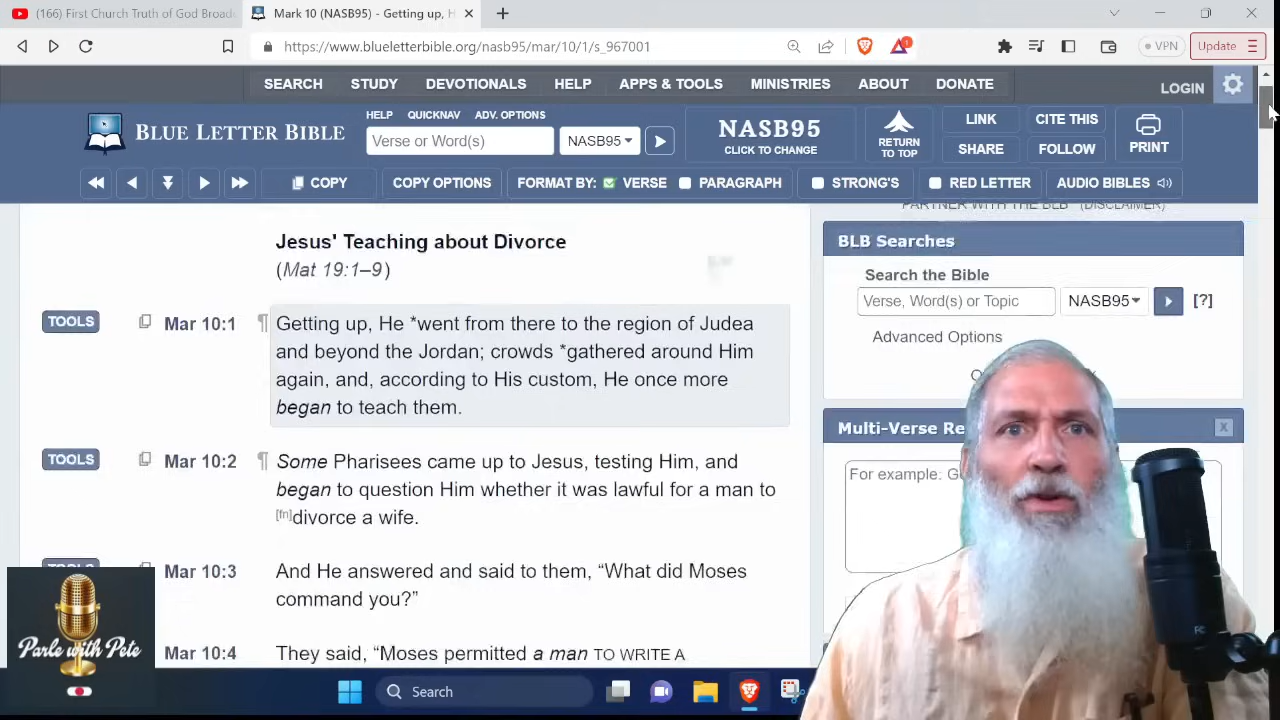 (166) First Church Truth of God Broad
Mark 10 (NASB95) - Getting up, H
https://www.blueletterbible.org/nasb95/mar/10/1/s_967001
1
VPN
Update
SEARCH STUDY DEVOTIONALS HELP APPS & TOOLS MINISTRIES ABOUT DONATE
LOGIN
BLUE LETTER BIBLE
HELP QUICKNAV ADV. OPTIONS
Verse or Word(s)
NASB95
NASB95
CLICK TO CHANGE
RETURN
TO TOP
LINK
CITE THIS
SHARE
FOLLOW
PRINT
COPY COPY OPTIONS FORMAT BY: VERSE PARAGRAPH STRONG'S RED LETTER AUDIO BIBLES
PARTNER WITH THE BLB (DISCLAIMER)
Jesus' Teaching about Divorce
(Mat 19:1–9)
TOOLS Mar 10:1 ¶ Getting up, He *went from there to the region of Judea
and beyond the Jordan; crowds *gathered around Him
again, and, according to His custom, He once more
began to teach them.
TOOLS Mar 10:2 ¶ Some Pharisees came up to Jesus, testing Him, and
began to question Him whether it was lawful for a man to
[fn]divorce a wife.
TOOLS Mar 10:3 And He answered and said to them, “What did Moses
command you?”
Mar 10:4 They said, “Moses permitted a man TO WRITE A
BLB Searches
Search the Bible
Verse, Word(s) or Topic
NASB95
[?]
Advanced Options
Multi-Verse Re
X
For example: G
Parle with Pete
Search